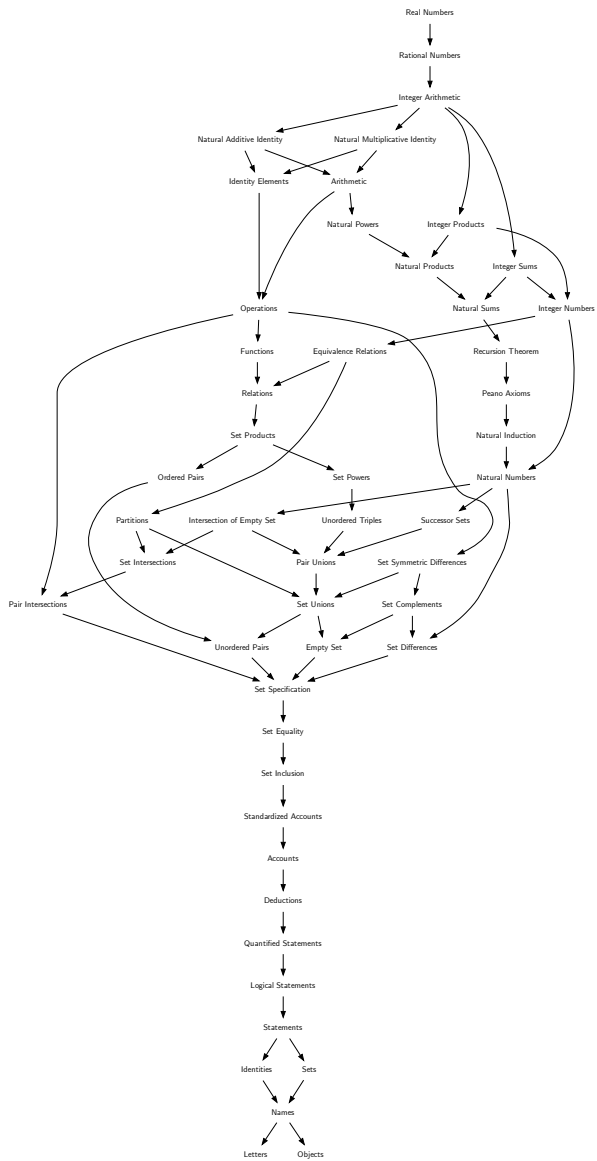 Real Numbers
Rational Numbers
Integer Arithmetic
Natural Additive Identity
Natural Multiplicative Identity
Identity Elements
Arithmetic
Natural Powers
Integer Products
Natural Products
Integer Sums
Operations
Natural Sums
Integer Numbers
Functions
Equivalence Relations
Recursion Theorem
Relations
Peano Axioms
Set Products
Natural Induction
Ordered Pairs
Set Powers
Natural Numbers
Partitions
Intersection of Empty Set
Unordered Triples
Successor Sets
Set Intersections
Pair Unions
Set Symmetric Differences
Pair Intersections
Set Unions
Set Complements
Unordered Pairs
Empty Set
Set Differences
Set Specification
Set Equality
Set Inclusion
Standardized Accounts
Accounts
Deductions
Quantified Statements
Logical Statements
Statements
Identities
Sets
Names
Letters
Objects